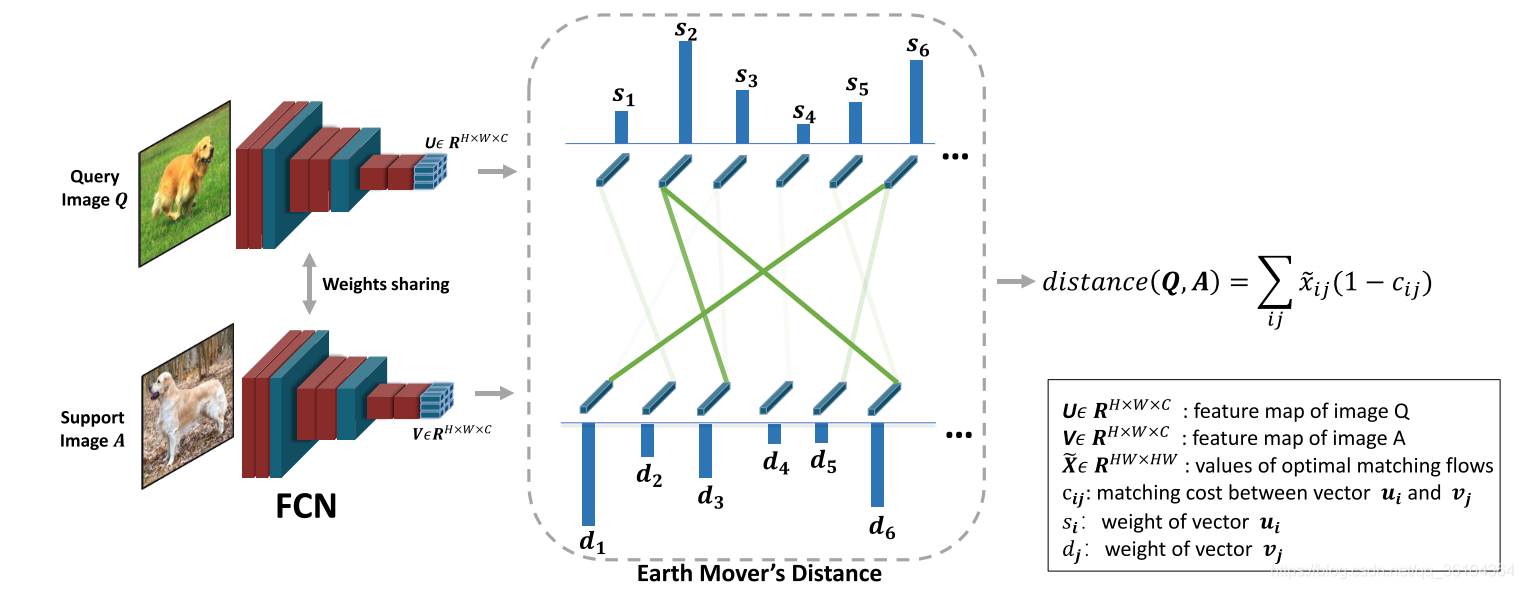 Query
Image Q
U∈ R^{H×W×C}
Weights sharing
Support
Image A
V∈R^{H×W×C}
FCN
s₁
s₂
s₃
s₄
s₅
s₆
...
d₁
d₂
d₃
d₄
d₅
d₆
...
Earth Mover's Distance
distance(Q, A) = ∑_{ij} x̃_{ij}(1 − c_{ij})
U∈ R^{H×W×C} : feature map of image Q
V∈ R^{H×W×C} : feature map of image A
X̃∈ R^{HW×HW} : values of optimal matching flows
c_{ij}: matching cost between vector u_i and v_j
s_i: weight of vector u_i
d_j: weight of vector v_j